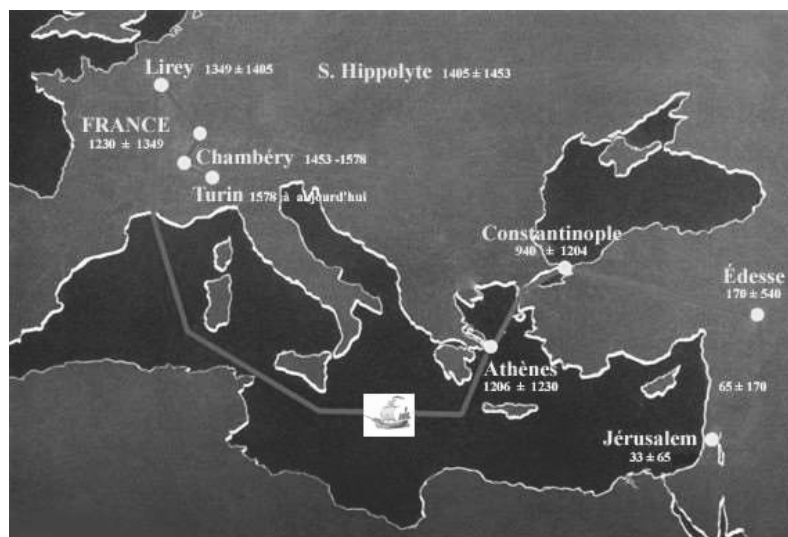 Lirey 1349 ± 1405
S. Hippolyte 1405 ± 1453
FRANCE
1230 ± 1349
Chambéry 1453 -1578
Turin 1578 à aujourd'hui
Constantinople
940 ± 1204
Édesse
170 ± 540
Athènes
1206 ± 1230
65 ± 170
Jérusalem
33 ± 65